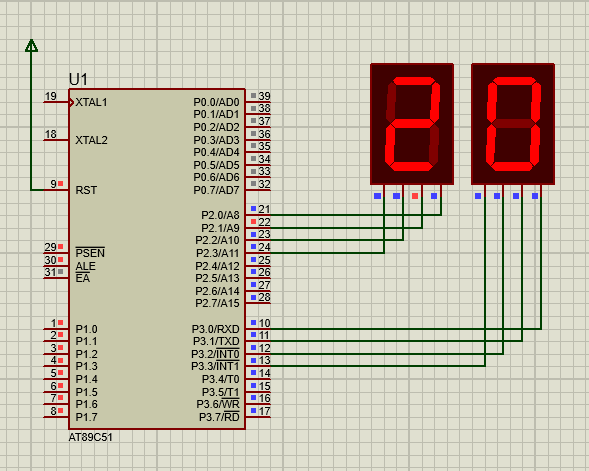 U1
19 XTAL1 P0.0/AD0 39
P0.1/AD1 38
P0.2/AD2 37
18 XTAL2 P0.3/AD3 36
P0.4/AD4 35
P0.5/AD5 34
P0.6/AD6 33
9 RST P0.7/AD7 32
P2.0/A8 21
P2.1/A9 22
P2.2/A10 23
29 PSEN P2.3/A11 24
30 ALE P2.4/A12 25
31 EA P2.5/A13 26
P2.6/A14 27
P2.7/A15 28
1 P1.0 P3.0/RXD 10
2 P1.1 P3.1/TXD 11
3 P1.2 P3.2/INT0 12
4 P1.3 P3.3/INT1 13
5 P1.4 P3.4/T0 14
6 P1.5 P3.5/T1 15
7 P1.6 P3.6/WR 16
8 P1.7 P3.7/RD 17
AT89C51
2 0